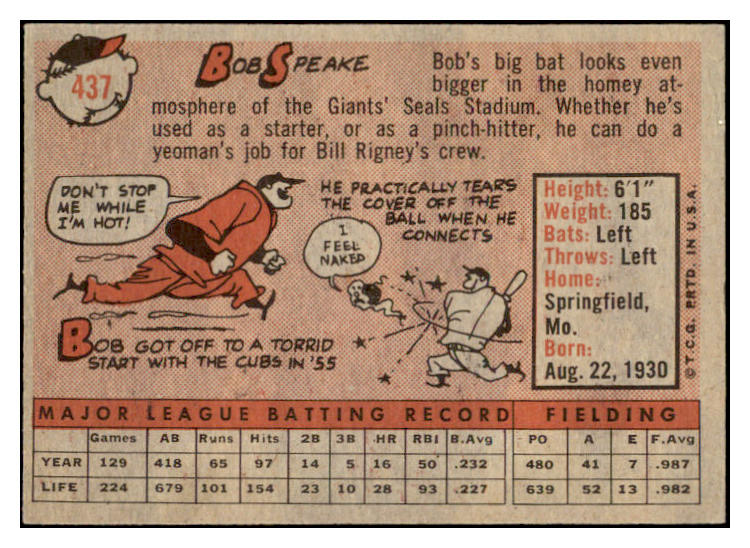 437
BOB SPEAKE
Bob's big bat looks even
bigger in the homey at-
mosphere of the Giants' Seals Stadium. Whether he's
used as a starter, or as a pinch-hitter, he can do a
yeoman's job for Bill Rigney's crew.
DON'T STOP
ME WHILE
I'M HOT!
BOB GOT OFF TO A TORRID
START WITH THE CUBS IN '55
HE PRACTICALLY TEARS
THE COVER OFF THE
BALL WHEN HE
CONNECTS
I
FEEL
NAKED
Height: 6'1"
Weight: 185
Bats: Left
Throws: Left
Home:
Springfield,
Mo.
Born:
Aug. 22, 1930
© T.C.G. PRTD. IN U.S.A.
MAJOR LEAGUE BATTING RECORD FIELDING
Games AB Runs Hits 2B 3B HR RBI B.Avg PO A E F.Avg
YEAR 129 418 65 97 14 5 16 50 .232 480 41 7 .987
LIFE 224 679 101 154 23 10 28 93 .227 639 52 13 .982